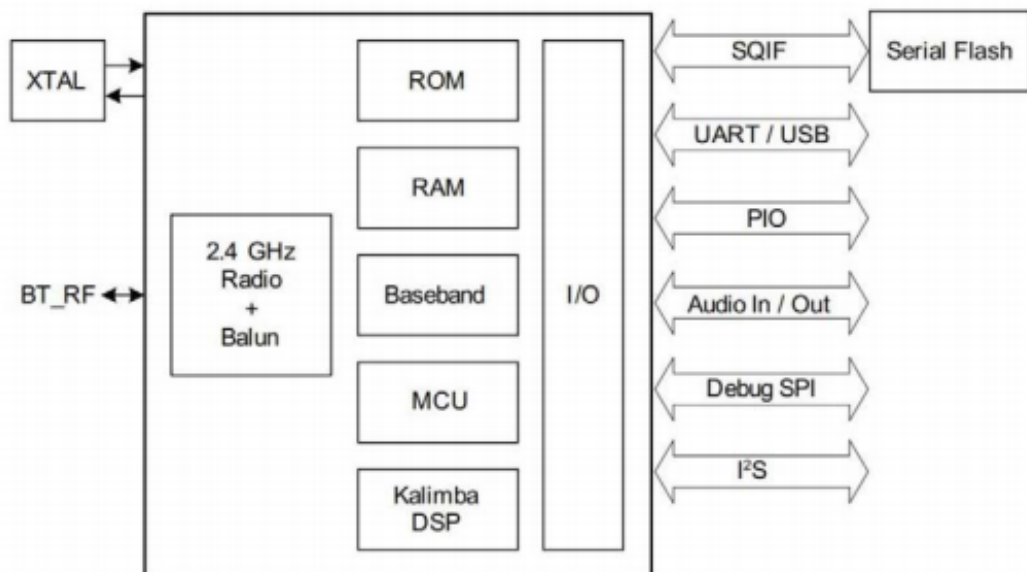 XTAL
BT_RF
2.4 GHz
Radio
+
Balun
ROM
RAM
Baseband
MCU
Kalimba
DSP
I/O
SQIF
UART / USB
PIO
Audio In / Out
Debug SPI
I²S
Serial Flash